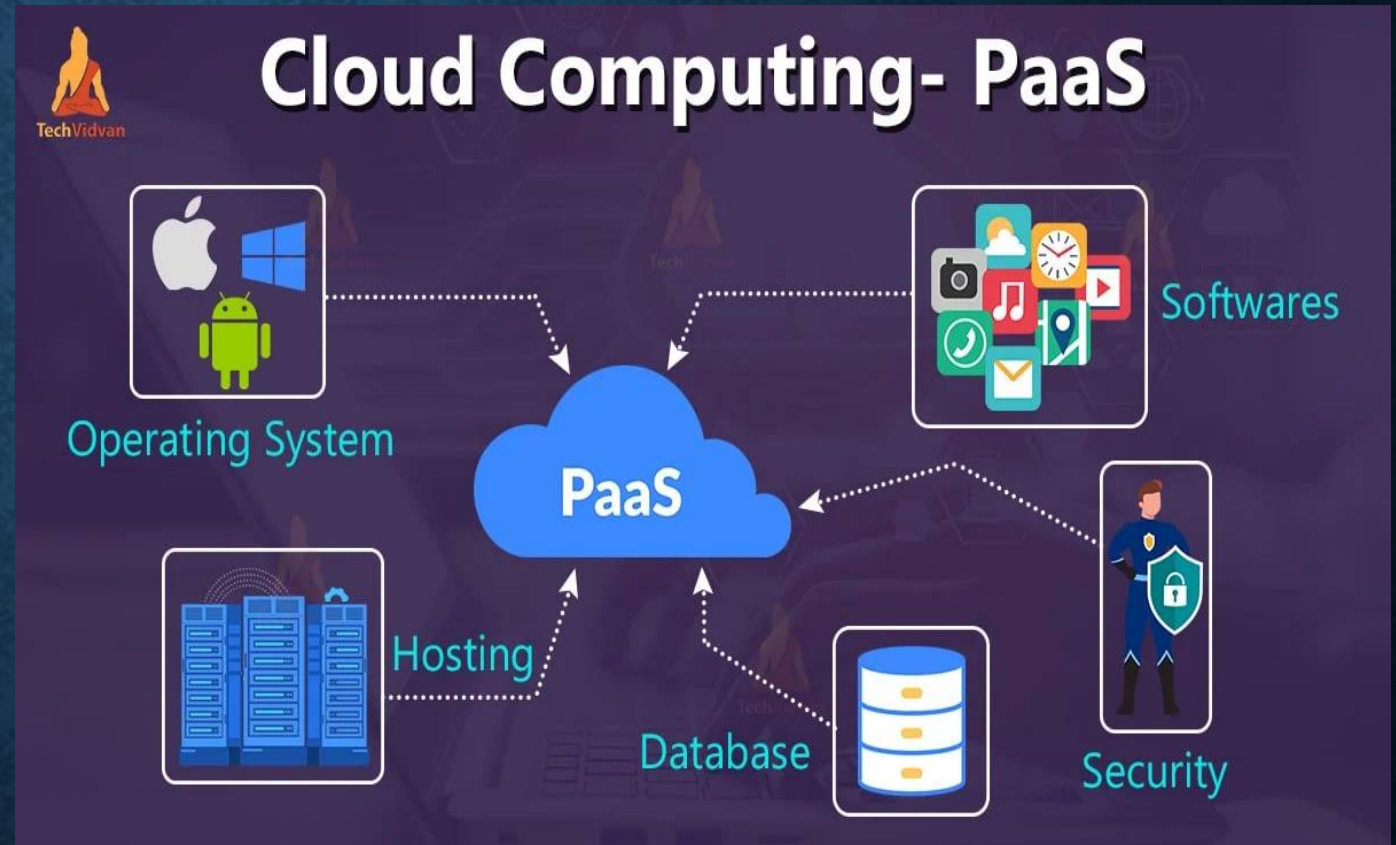 Cloud Computing- PaaS
TechVidvan
Softwares
Operating System
PaaS
Hosting
Database
Security